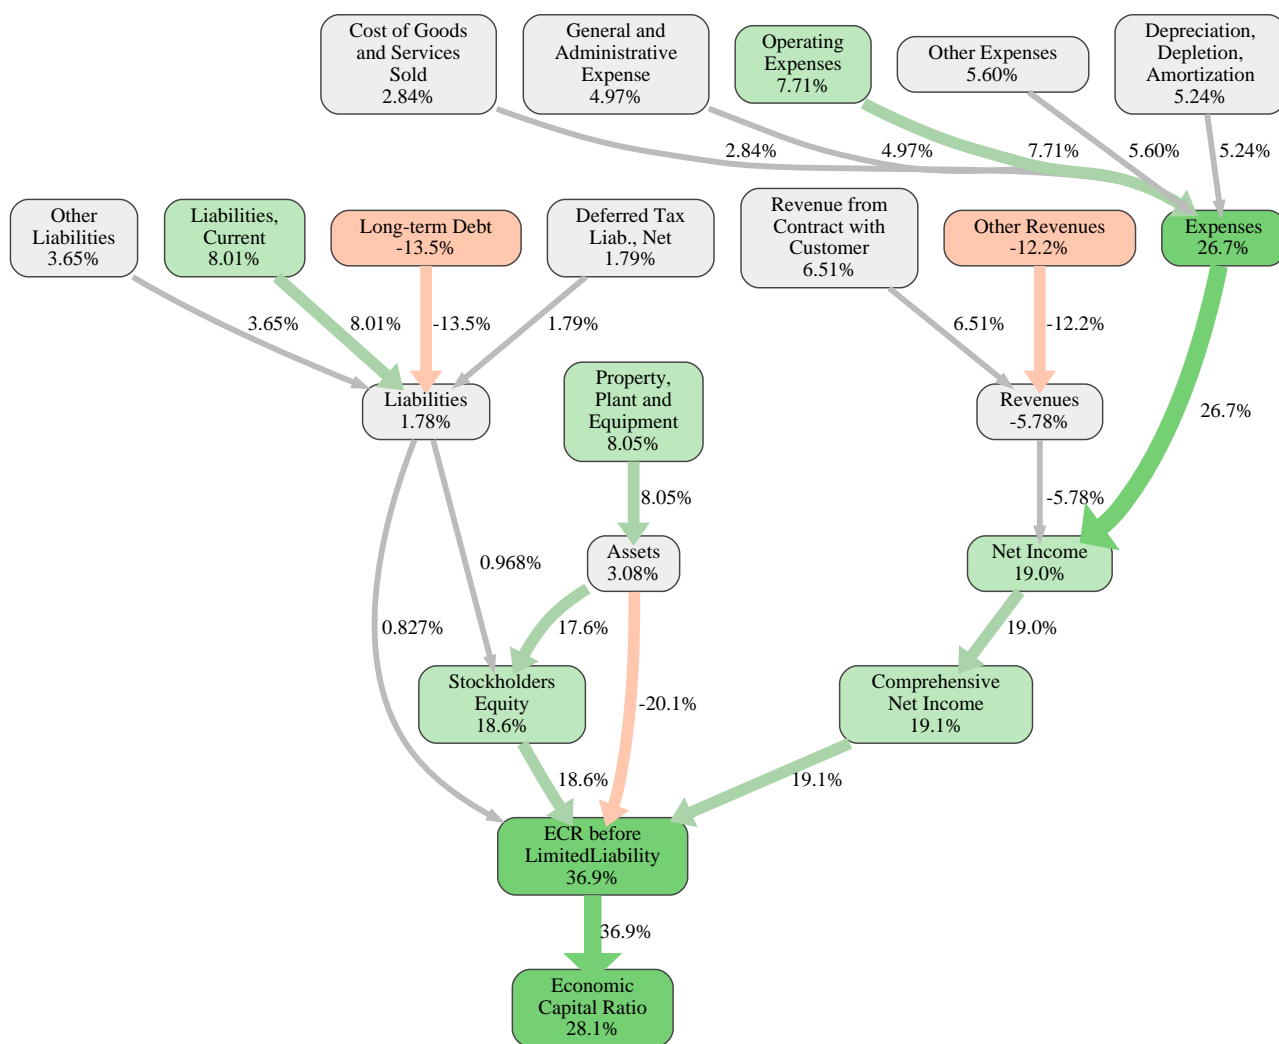 Cost of Goods
and Services
Sold
2.84%
General and
Administrative
Expense
4.97%
Operating
Expenses
7.71%
Other Expenses
5.60%
Depreciation,
Depletion,
Amortization
5.24%
2.84%
4.97%
7.71%
5.60%
5.24%
Other
Liabilities
3.65%
Liabilities,
Current
8.01%
Long-term Debt
-13.5%
Deferred Tax
Liab., Net
1.79%
Revenue from
Contract with
Customer
6.51%
Other Revenues
-12.2%
Expenses
26.7%
3.65%
8.01%
-13.5%
1.79%
6.51%
-12.2%
26.7%
Liabilities
1.78%
Property,
Plant and
Equipment
8.05%
Revenues
-5.78%
8.05%
-5.78%
0.968%
Assets
3.08%
Net Income
19.0%
0.827%
17.6%
-20.1%
19.0%
Stockholders
Equity
18.6%
Comprehensive
Net Income
19.1%
18.6%
19.1%
ECR before
LimitedLiability
36.9%
36.9%
Economic
Capital Ratio
28.1%